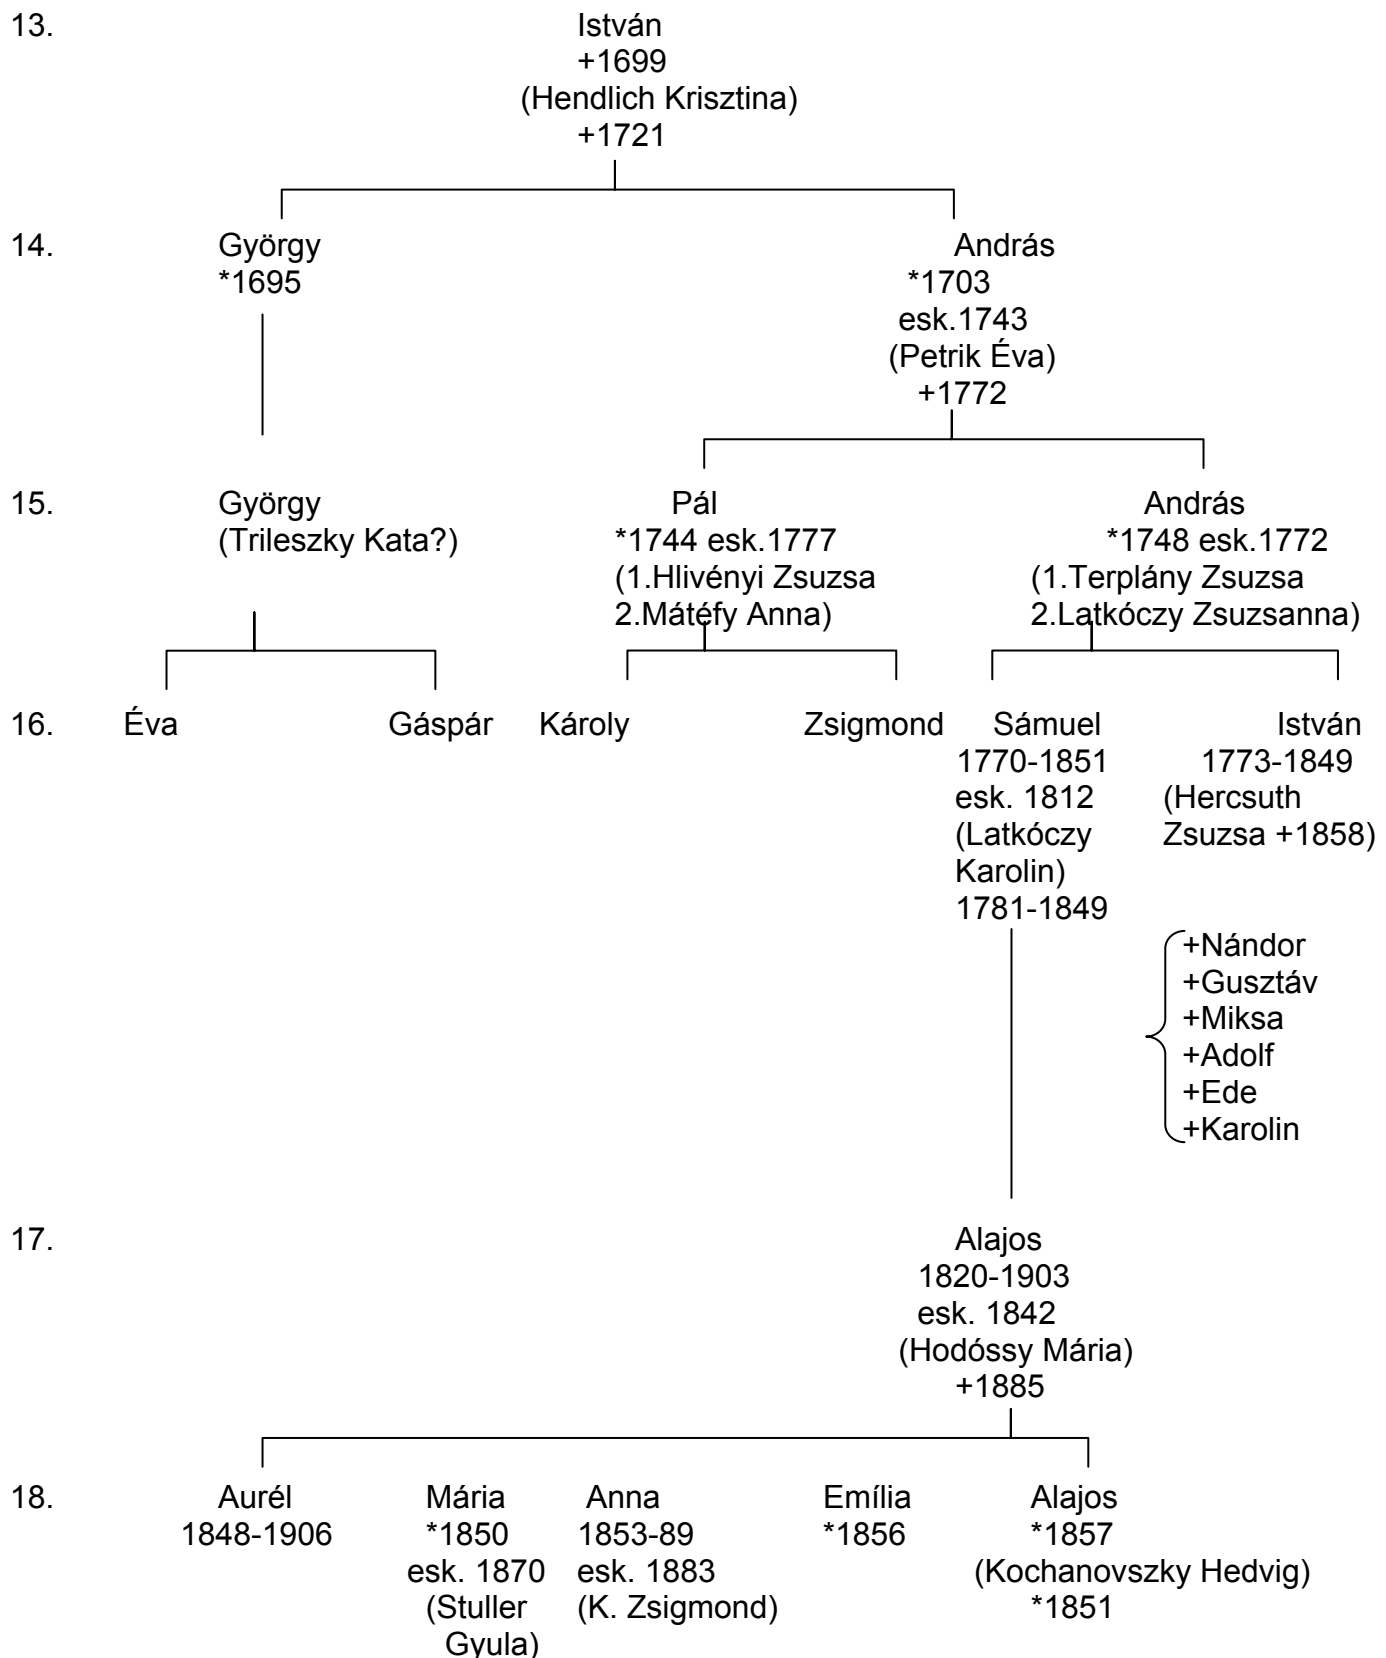 13. István
+1699
(Hendlich Krisztina)
+1721
14. György András
*1695 *1703
esk.1743
(Petrik Éva)
+1772
15. György Pál András
(Trileszky Kata?) *1744 esk.1777 *1748 esk.1772
(1.Hlivényi Zsuzsa (1.Terplány Zsuzsa
2.Mátéfy Anna) 2.Latkóczy Zsuzsanna)
16. Éva Gáspár Károly Zsigmond Sámuel István
1770-1851 1773-1849
esk. 1812 (Hercsuth
(Latkóczy Zsuzsa +1858)
Karolin)
1781-1849
+Nándor
+Gusztáv
+Miksa
+Adolf
+Ede
+Karolin
17. Alajos
1820-1903
esk. 1842
(Hodóssy Mária)
+1885
18. Aurél Mária Anna Emília Alajos
1848-1906 *1850 1853-89 *1856 *1857
esk. 1870 esk. 1883 (Kochanovszky Hedvig)
(Stuller (K. Zsigmond) *1851
Gyula)